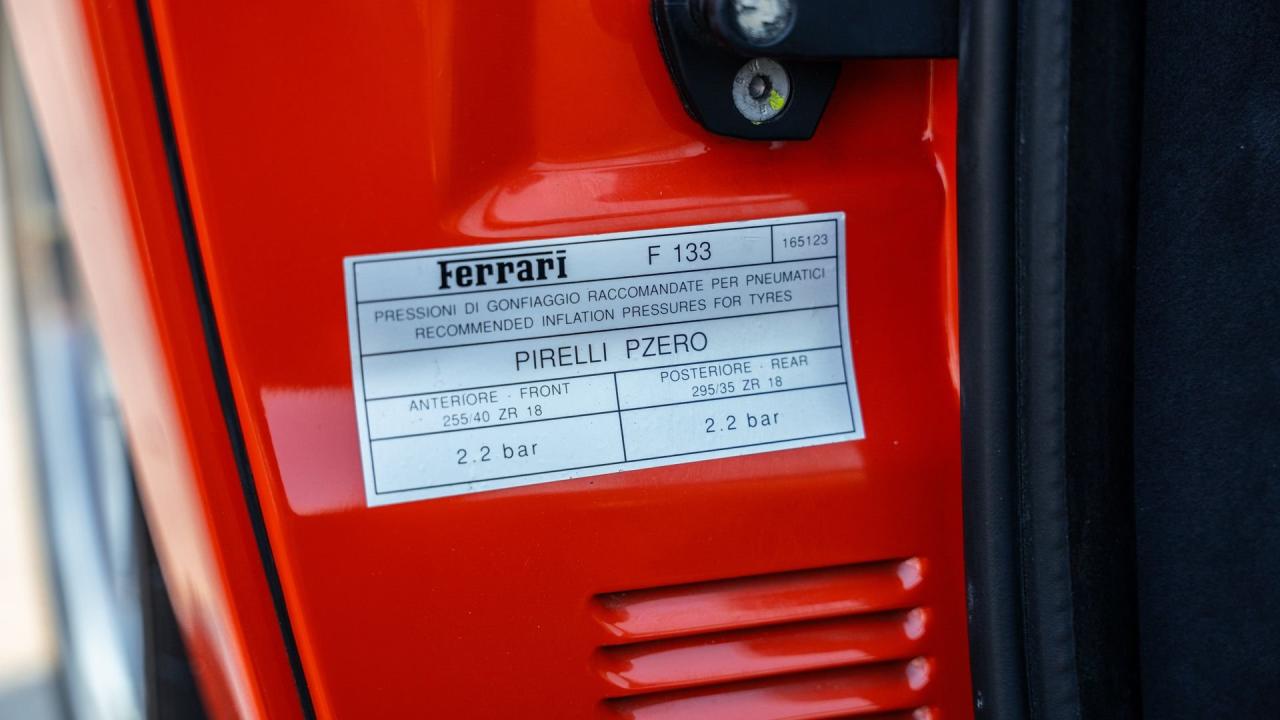 Ferrari F 133 165123
PRESSIONI DI GONFIAGGIO RACCOMANDATE PER PNEUMATICI
RECOMMENDED INFLATION PRESSURES FOR TYRES
PIRELLI PZERO
ANTERIORE - FRONT
255/40 ZR 18
POSTERIORE - REAR
295/35 ZR 18
2.2 bar
2.2 bar